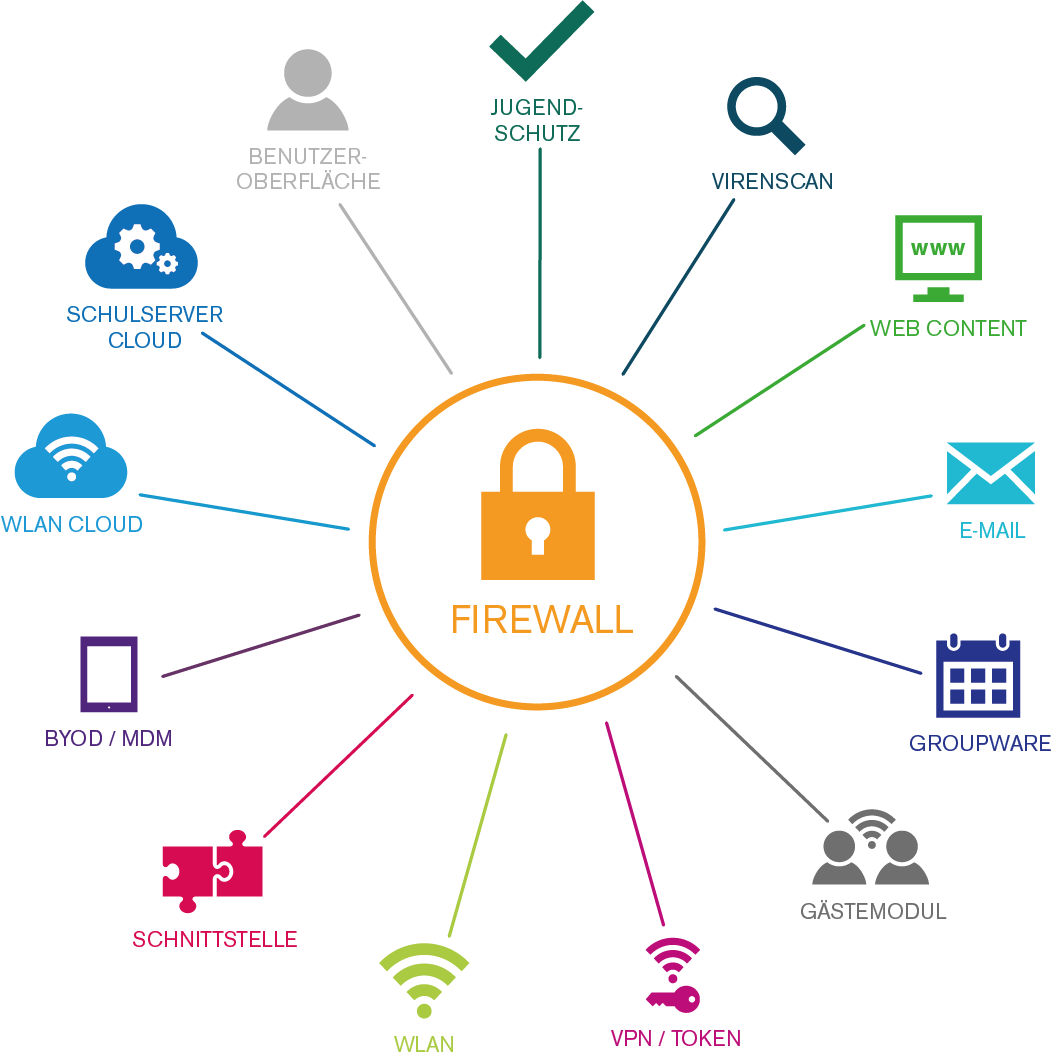 JUGEND-
SCHUTZ
BENUTZER-
OBERFLÄCHE
VIRENSCAN
www
WEB CONTENT
SCHULSERVER
CLOUD
WLAN CLOUD
E-MAIL
FIREWALL
BYOD / MDM
GROUPWARE
GÄSTEMODUL
SCHNITTSTELLE
VPN / TOKEN
WLAN